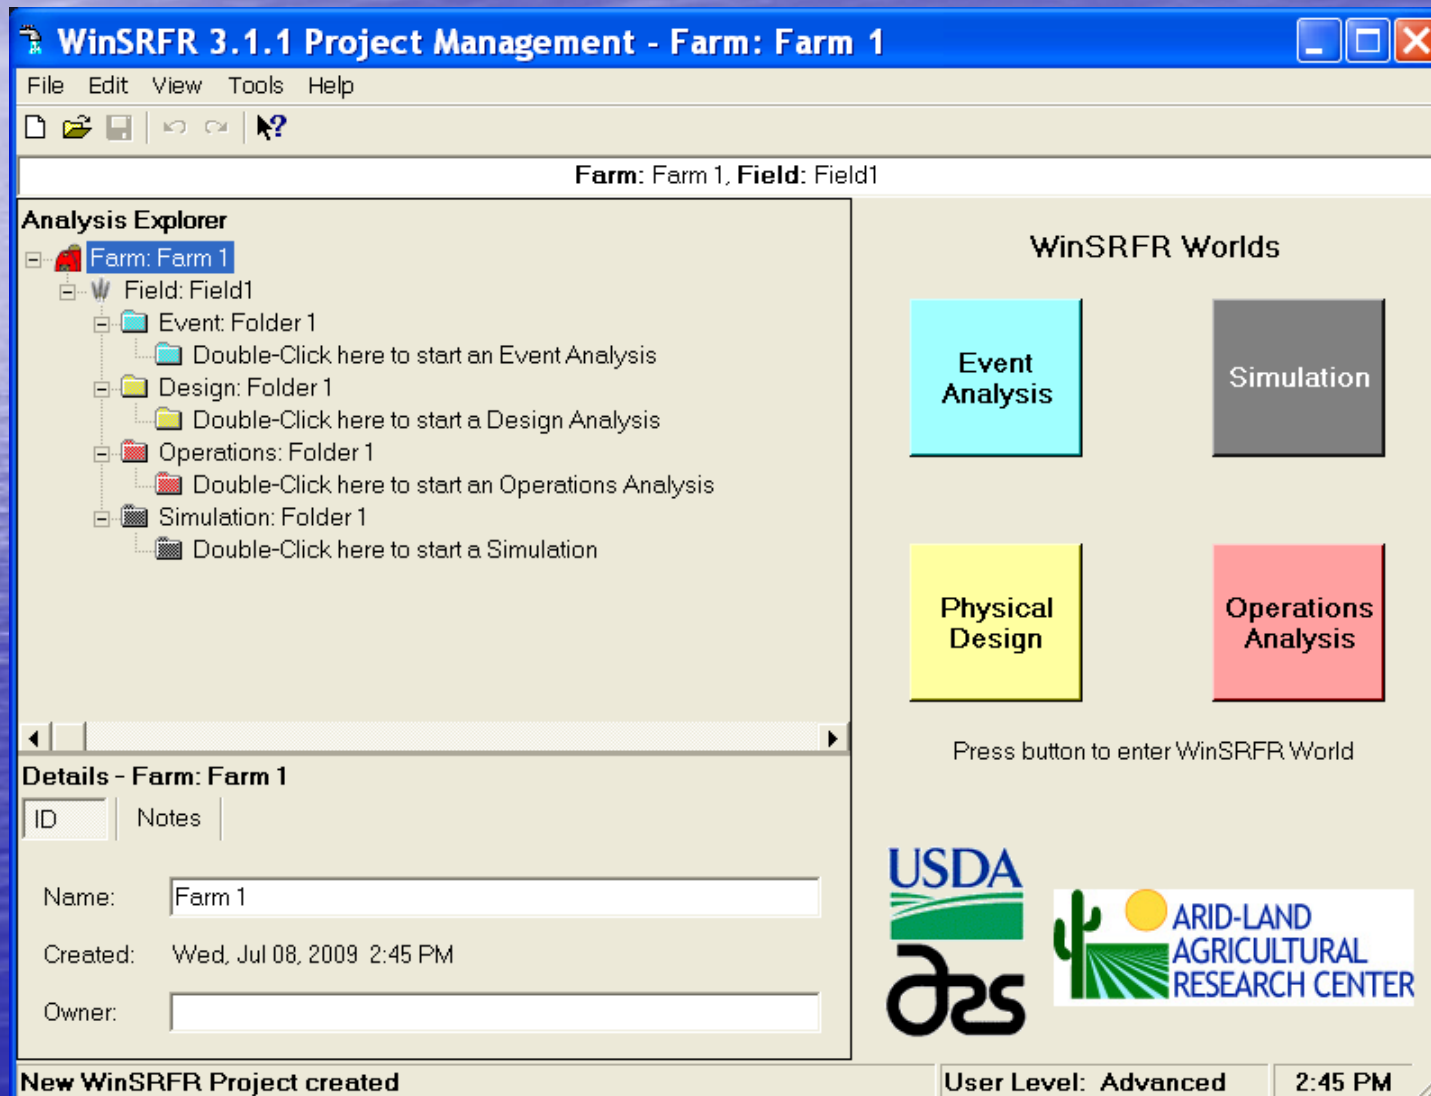 WinSRFR 3.1.1 Project Management - Farm: Farm 1
File Edit View Tools Help
Farm: Farm 1, Field: Field1
Analysis Explorer
Farm: Farm 1
Field: Field1
Event: Folder 1
Double-Click here to start an Event Analysis
Design: Folder 1
Double-Click here to start a Design Analysis
Operations: Folder 1
Double-Click here to start an Operations Analysis
Simulation: Folder 1
Double-Click here to start a Simulation
Details - Farm: Farm 1
ID Notes
Name: Farm 1
Created: Wed, Jul 08, 2009 2:45 PM
Owner:
WinSRFR Worlds
Event
Analysis
Simulation
Physical
Design
Operations
Analysis
Press button to enter WinSRFR World
USDA
ars
ARID-LAND
AGRICULTURAL
RESEARCH CENTER
New WinSRFR Project created
User Level: Advanced
2:45 PM